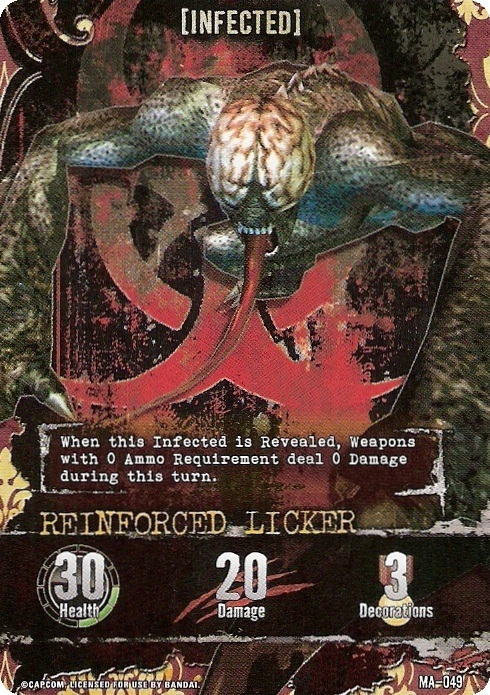 [INFECTED]
When this Infected is Revealed, Weapons
with 0 Ammo Requirement deal 0 Damage
during this turn.
REINFORCED LICKER
30
Health
20
Damage
3
Decorations
©CAPCOM, LICENSED FOR USE BY BANDAI.
MA-049